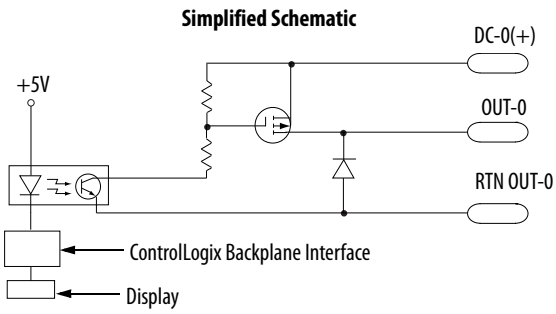 Simplified Schematic
DC-0(+)
+5V
OUT-0
RTN OUT-0
ControlLogix Backplane Interface
Display